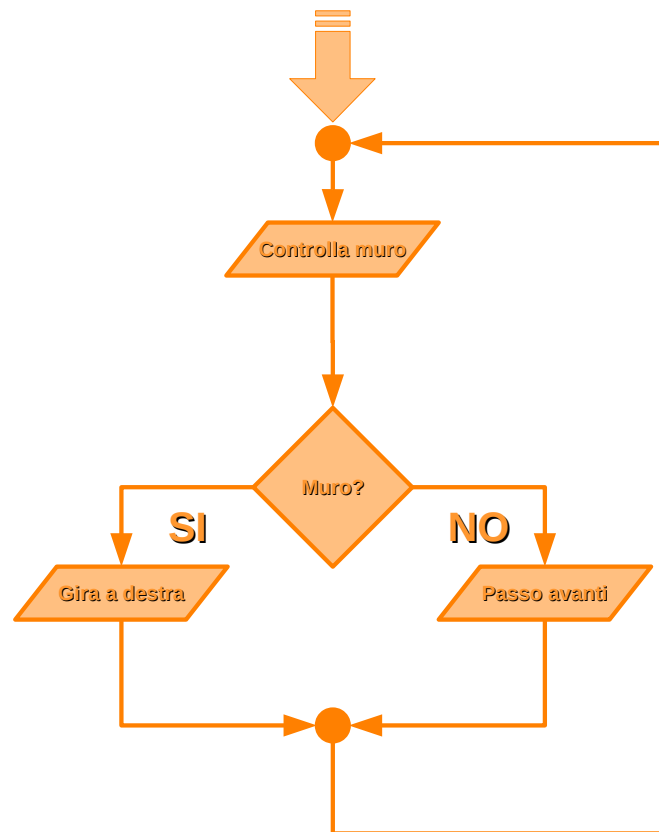 Controlla muro
Muro?
SI
NO
Gira a destra
Passo avanti